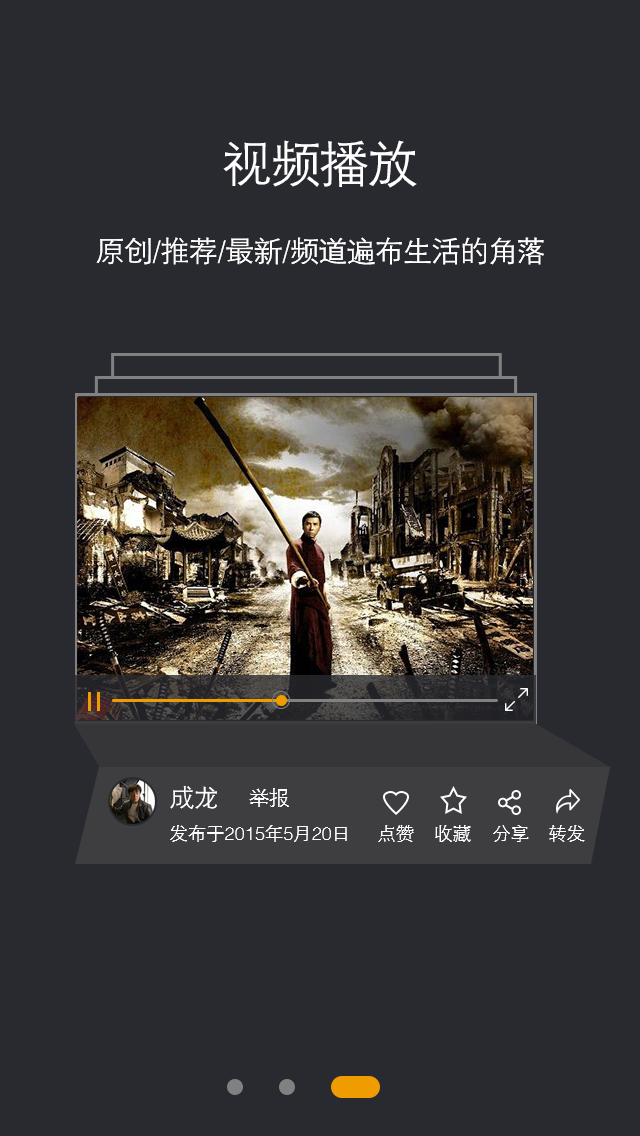 视频播放
原创/推荐/最新/频道遍布生活的角落
成龙 举报
发布于2015年5月20日
点赞 收藏 分享 转发